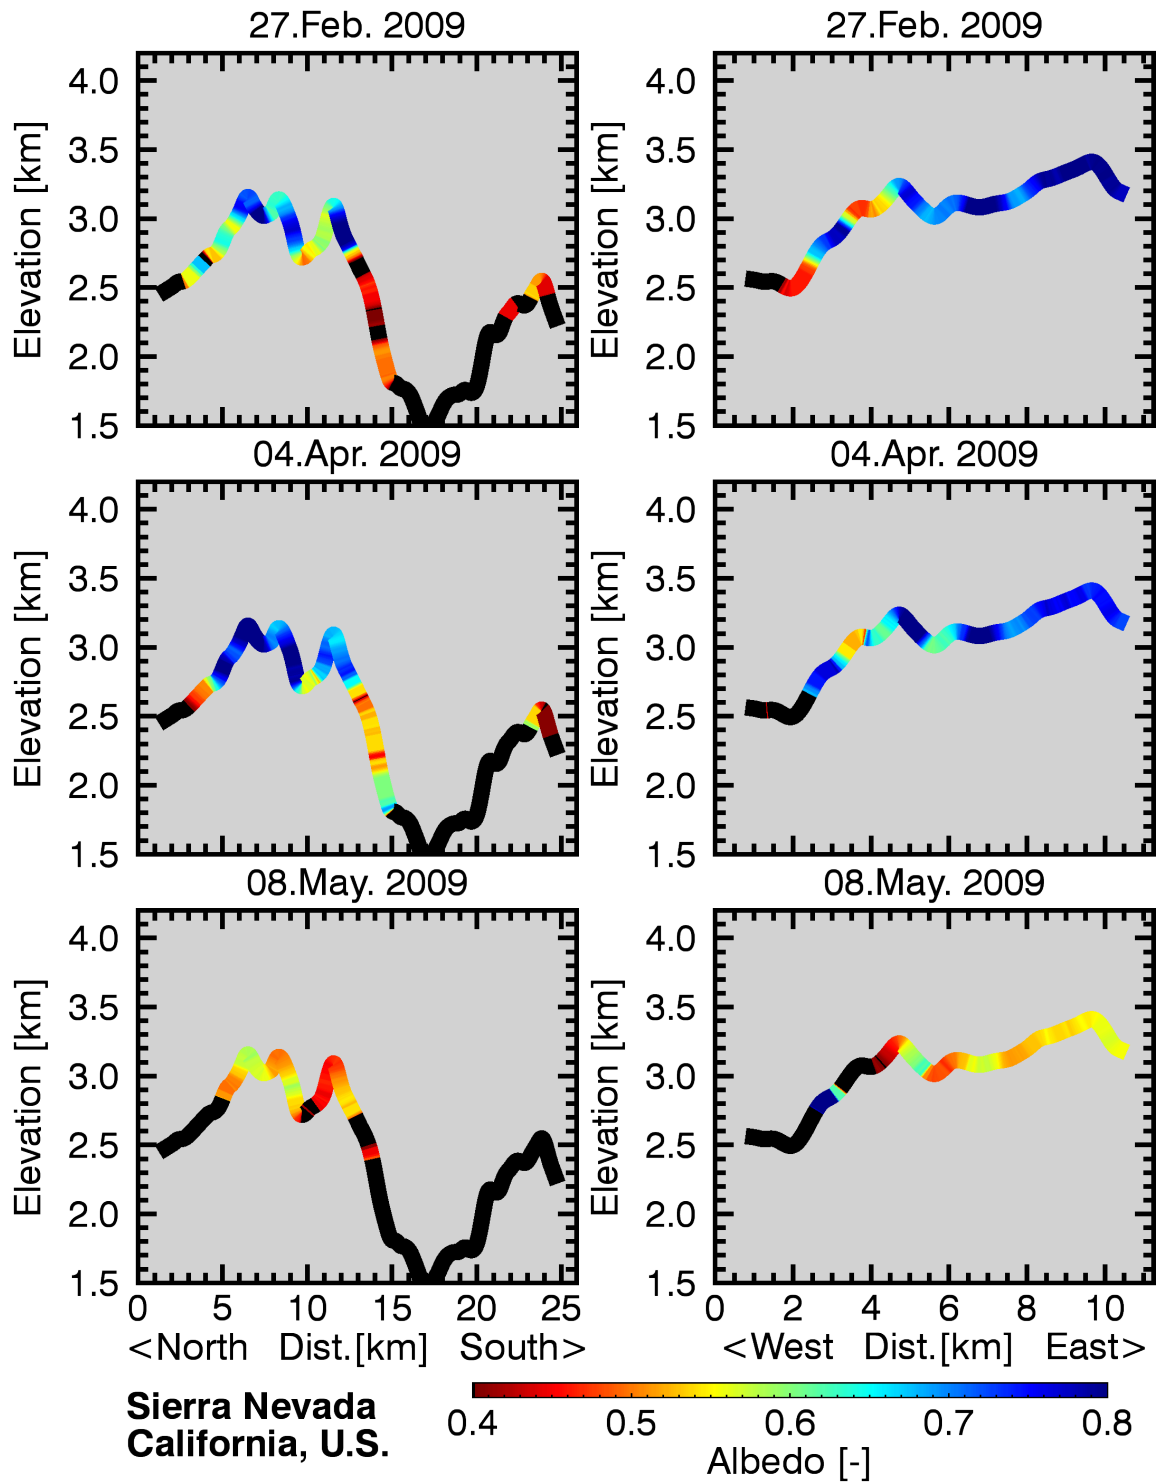 27.Feb. 2009
27.Feb. 2009
Elevation [km]
4.0
3.5
3.0
2.5
2.0
1.5
Elevation [km]
4.0
3.5
3.0
2.5
2.0
1.5
04.Apr. 2009
04.Apr. 2009
Elevation [km]
4.0
3.5
3.0
2.5
2.0
1.5
Elevation [km]
4.0
3.5
3.0
2.5
2.0
1.5
08.May. 2009
08.May. 2009
Elevation [km]
4.0
3.5
3.0
2.5
2.0
1.5
Elevation [km]
4.0
3.5
3.0
2.5
2.0
1.5
0 5 10 15 20 25
<North Dist.[km] South>
0 2 4 6 8 10
<West Dist.[km] East>
Sierra Nevada
California, U.S.
0.4 0.5 0.6 0.7 0.8
Albedo [-]